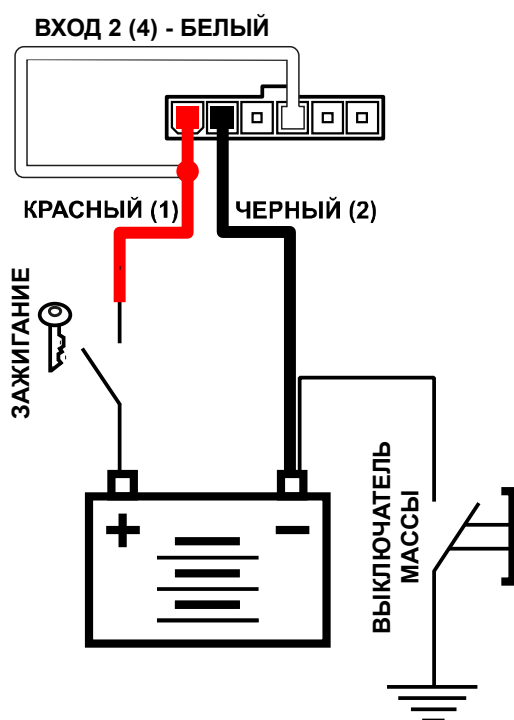 ВХОД 2 (4) - БЕЛЫЙ
КРАСНЫЙ (1)
ЧЕРНЫЙ (2)
ЗАЖИГАНИЕ
ВЫКЛЮЧАТЕЛЬ
МАССЫ
+
-